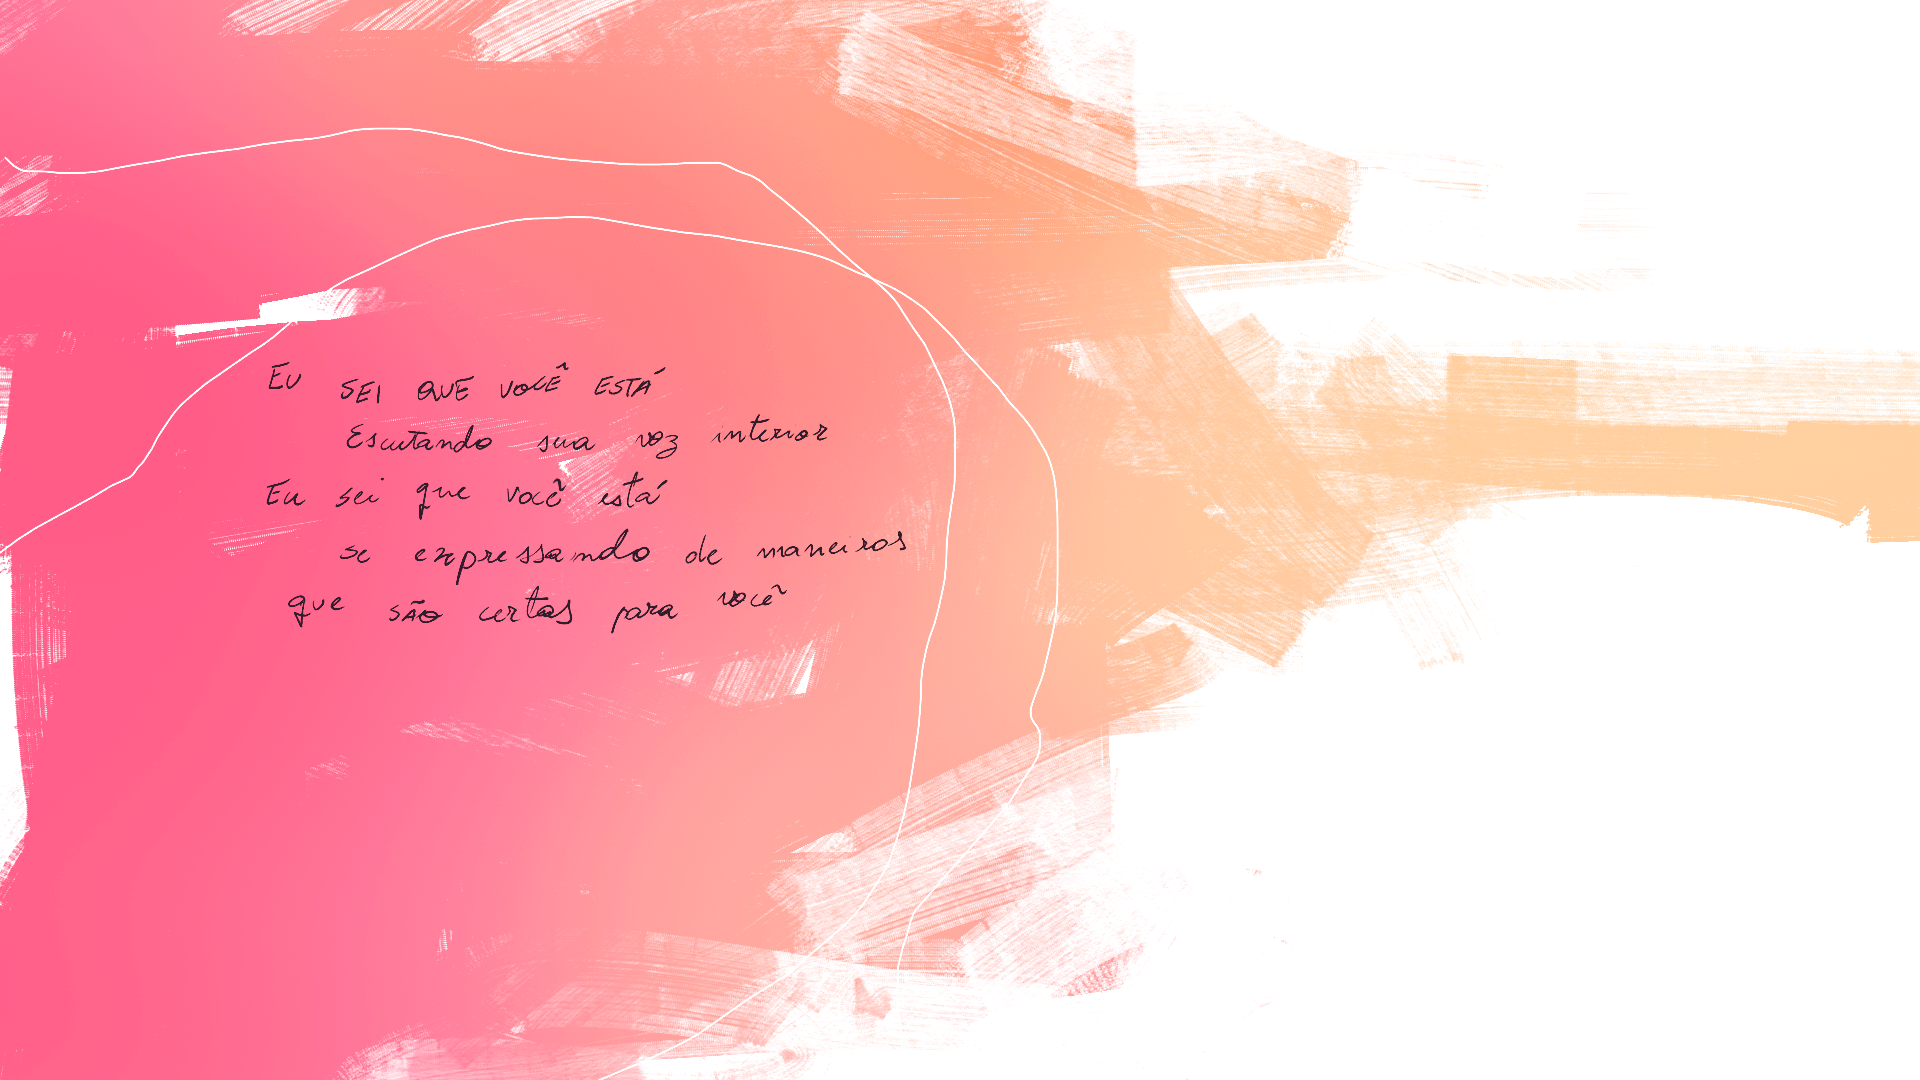 EU SEI QUE VOCÊ ESTÁ
Escutando sua voz interior
Eu sei que você está
se expressando de maneiras
que são certas para você